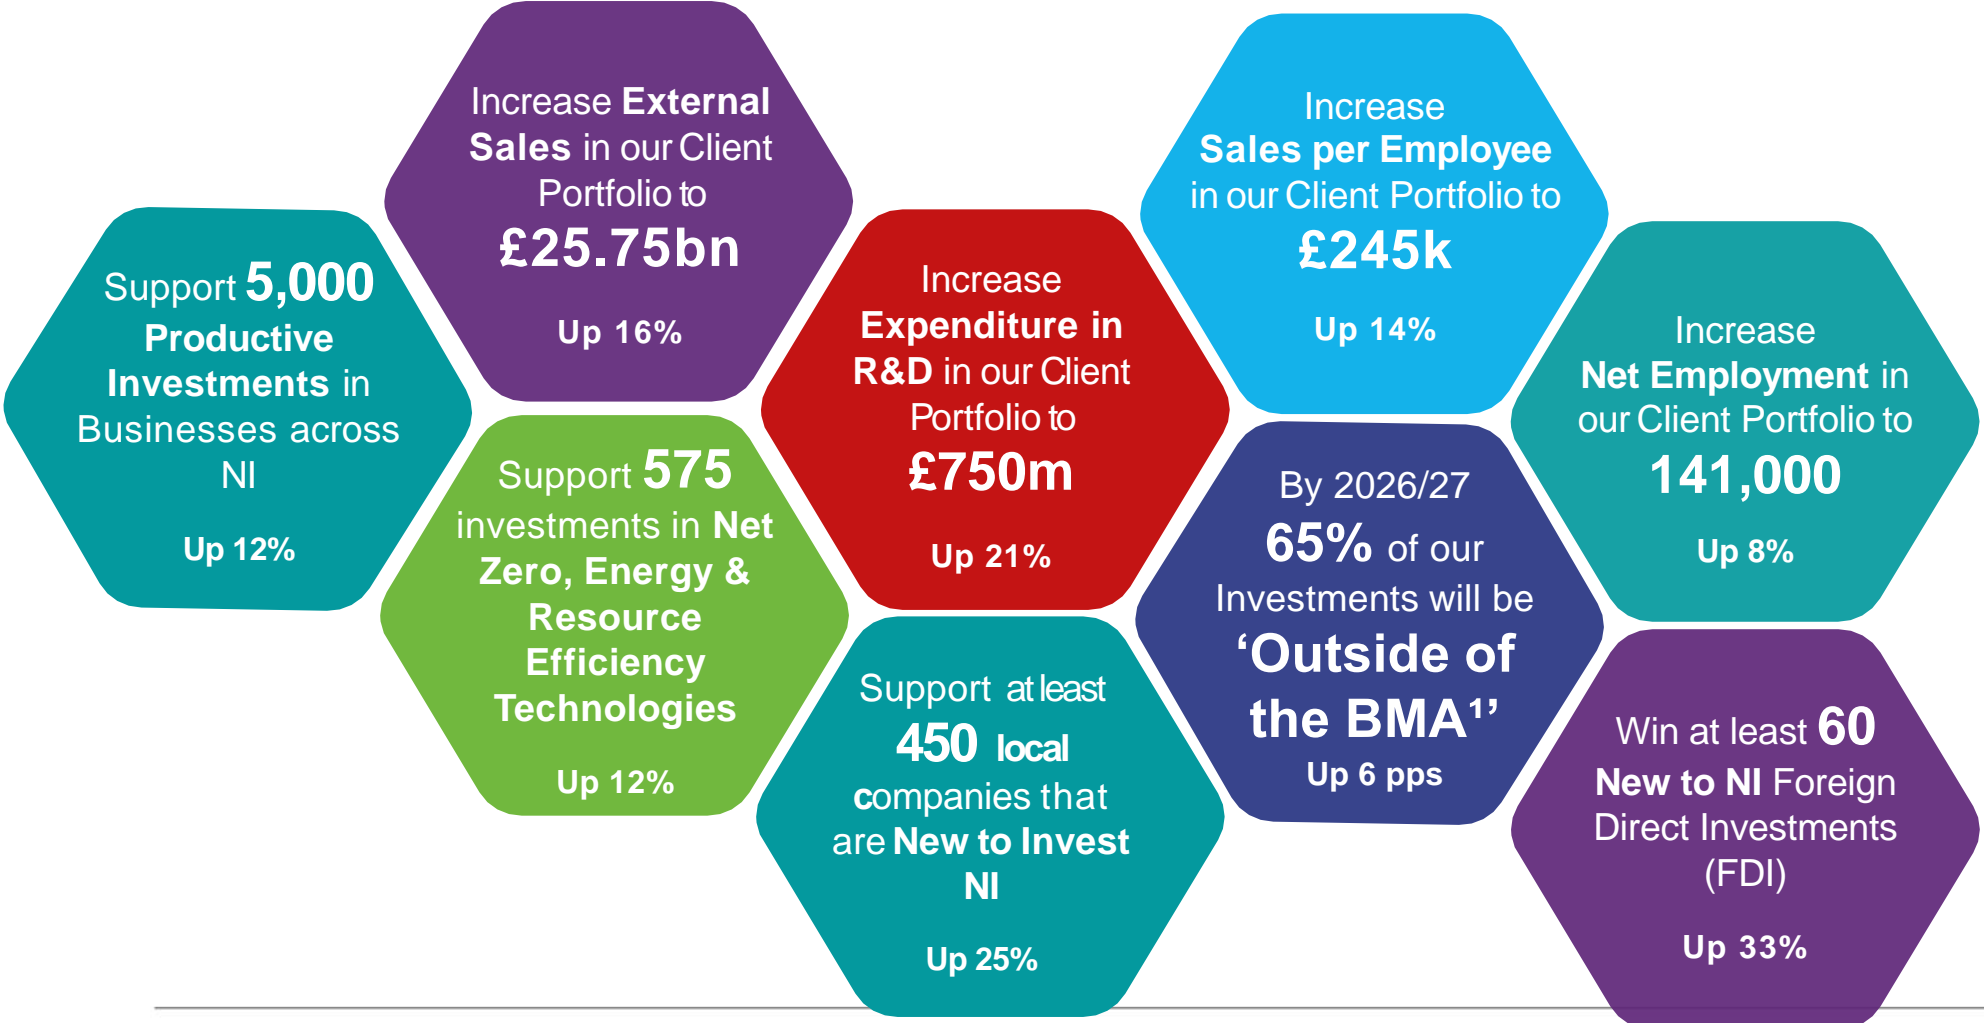 Support 5,000
Productive
Investments in
Businesses across
NI
Up 12%
Increase External
Sales in our Client
Portfolio to
£25.75bn
Up 16%
Support 575
investments in Net
Zero, Energy &
Resource
Efficiency
Technologies
Up 12%
Increase
Expenditure in
R&D in our Client
Portfolio to
£750m
Up 21%
Support at least
450 local
companies that
are New to Invest
NI
Up 25%
Increase
Sales per Employee
in our Client Portfolio to
£245k
Up 14%
By 2026/27
65% of our
Investments will be
‘Outside of
the BMA¹’
Up 6 pps
Increase
Net Employment in
our Client Portfolio to
141,000
Up 8%
Win at least 60
New to NI Foreign
Direct Investments
(FDI)
Up 33%